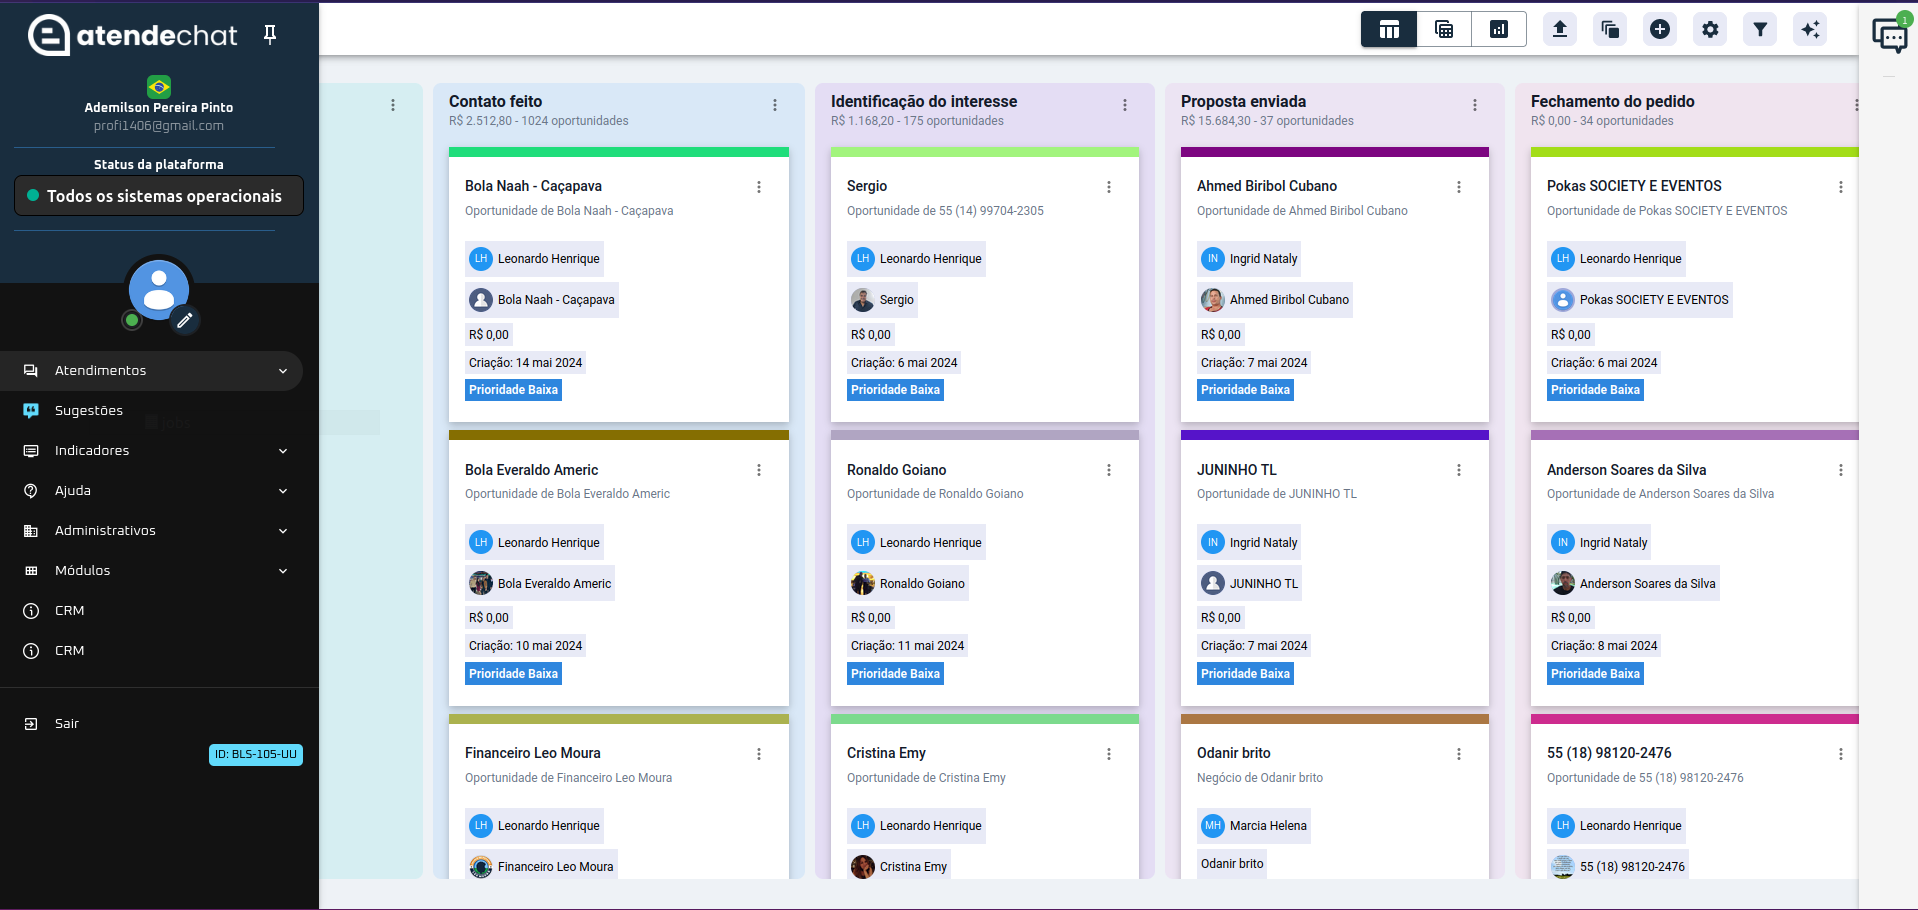 atendechat
Ademilson Pereira Pinto
profi1406@gmail.com
Status da plataforma
Todos os sistemas operacionais
Atendimentos
Sugestões
Jobs
Indicadores
Ajuda
Administrativos
Módulos
CRM
CRM
Sair
ID: BLS-105-UU
1
Contato feito
R$ 2.512,80 - 1024 oportunidades
Bola Naah - Caçapava
Oportunidade de Bola Naah - Caçapava
LH Leonardo Henrique
Bola Naah - Caçapava
R$ 0,00
Criação: 14 mai 2024
Prioridade Baixa
Bola Everaldo Americ
Oportunidade de Bola Everaldo Americ
LH Leonardo Henrique
Bola Everaldo Americ
R$ 0,00
Criação: 10 mai 2024
Prioridade Baixa
Financeiro Leo Moura
Oportunidade de Financeiro Leo Moura
LH Leonardo Henrique
Financeiro Leo Moura
Identificação do interesse
R$ 1.168,20 - 175 oportunidades
Sergio
Oportunidade de 55 (14) 99704-2305
LH Leonardo Henrique
Sergio
R$ 0,00
Criação: 6 mai 2024
Prioridade Baixa
Ronaldo Goiano
Oportunidade de Ronaldo Goiano
LH Leonardo Henrique
Ronaldo Goiano
R$ 0,00
Criação: 11 mai 2024
Prioridade Baixa
Cristina Emy
Oportunidade de Cristina Emy
LH Leonardo Henrique
Cristina Emy
Proposta enviada
R$ 15.684,30 - 37 oportunidades
Ahmed Biribol Cubano
Oportunidade de Ahmed Biribol Cubano
IN Ingrid Nataly
Ahmed Biribol Cubano
R$ 0,00
Criação: 7 mai 2024
Prioridade Baixa
JUNINHO TL
Oportunidade de JUNINHO TL
IN Ingrid Nataly
JUNINHO TL
R$ 0,00
Criação: 7 mai 2024
Prioridade Baixa
Odanir brito
Negócio de Odanir brito
MH Marcia Helena
Odanir brito
Fechamento do pedido
R$ 0,00 - 34 oportunidades
Pokas SOCIETY E EVENTOS
Oportunidade de Pokas SOCIETY E EVENTOS
LH Leonardo Henrique
Pokas SOCIETY E EVENTOS
R$ 0,00
Criação: 6 mai 2024
Prioridade Baixa
Anderson Soares da Silva
Oportunidade de Anderson Soares da Silva
IN Ingrid Nataly
Anderson Soares da Silva
R$ 0,00
Criação: 8 mai 2024
Prioridade Baixa
55 (18) 98120-2476
Oportunidade de 55 (18) 98120-2476
LH Leonardo Henrique
55 (18) 98120-2476